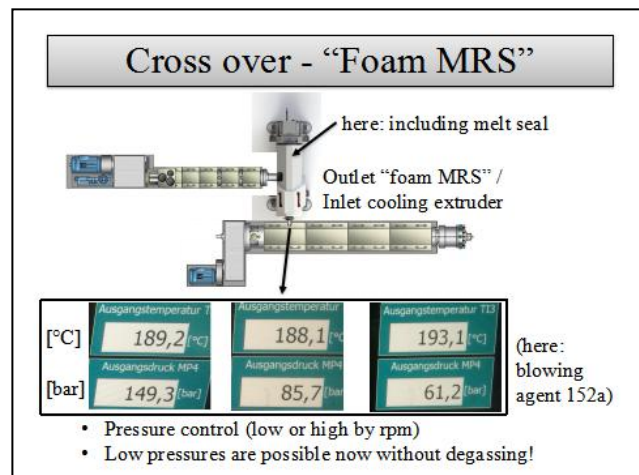 Cross over - “Foam MRS”
here: including melt seal
Outlet “foam MRS” /
Inlet cooling extruder
Ausgangstemperatur T
Ausgangstemperatur
Ausgangstemperatur TI3
[°C]
189,2 [°C]
188,1 [°C
193,1 [°C]
Ausgangsdruck MP4
Ausgangsdruck MP4
Ausgangsdruck MP4
[bar]
149,3 [bar]
85,7 [bar]
61,2 [bar]
(here:
blowing
agent 152a)
• Pressure control (low or high by rpm)
• Low pressures are possible now without degassing!